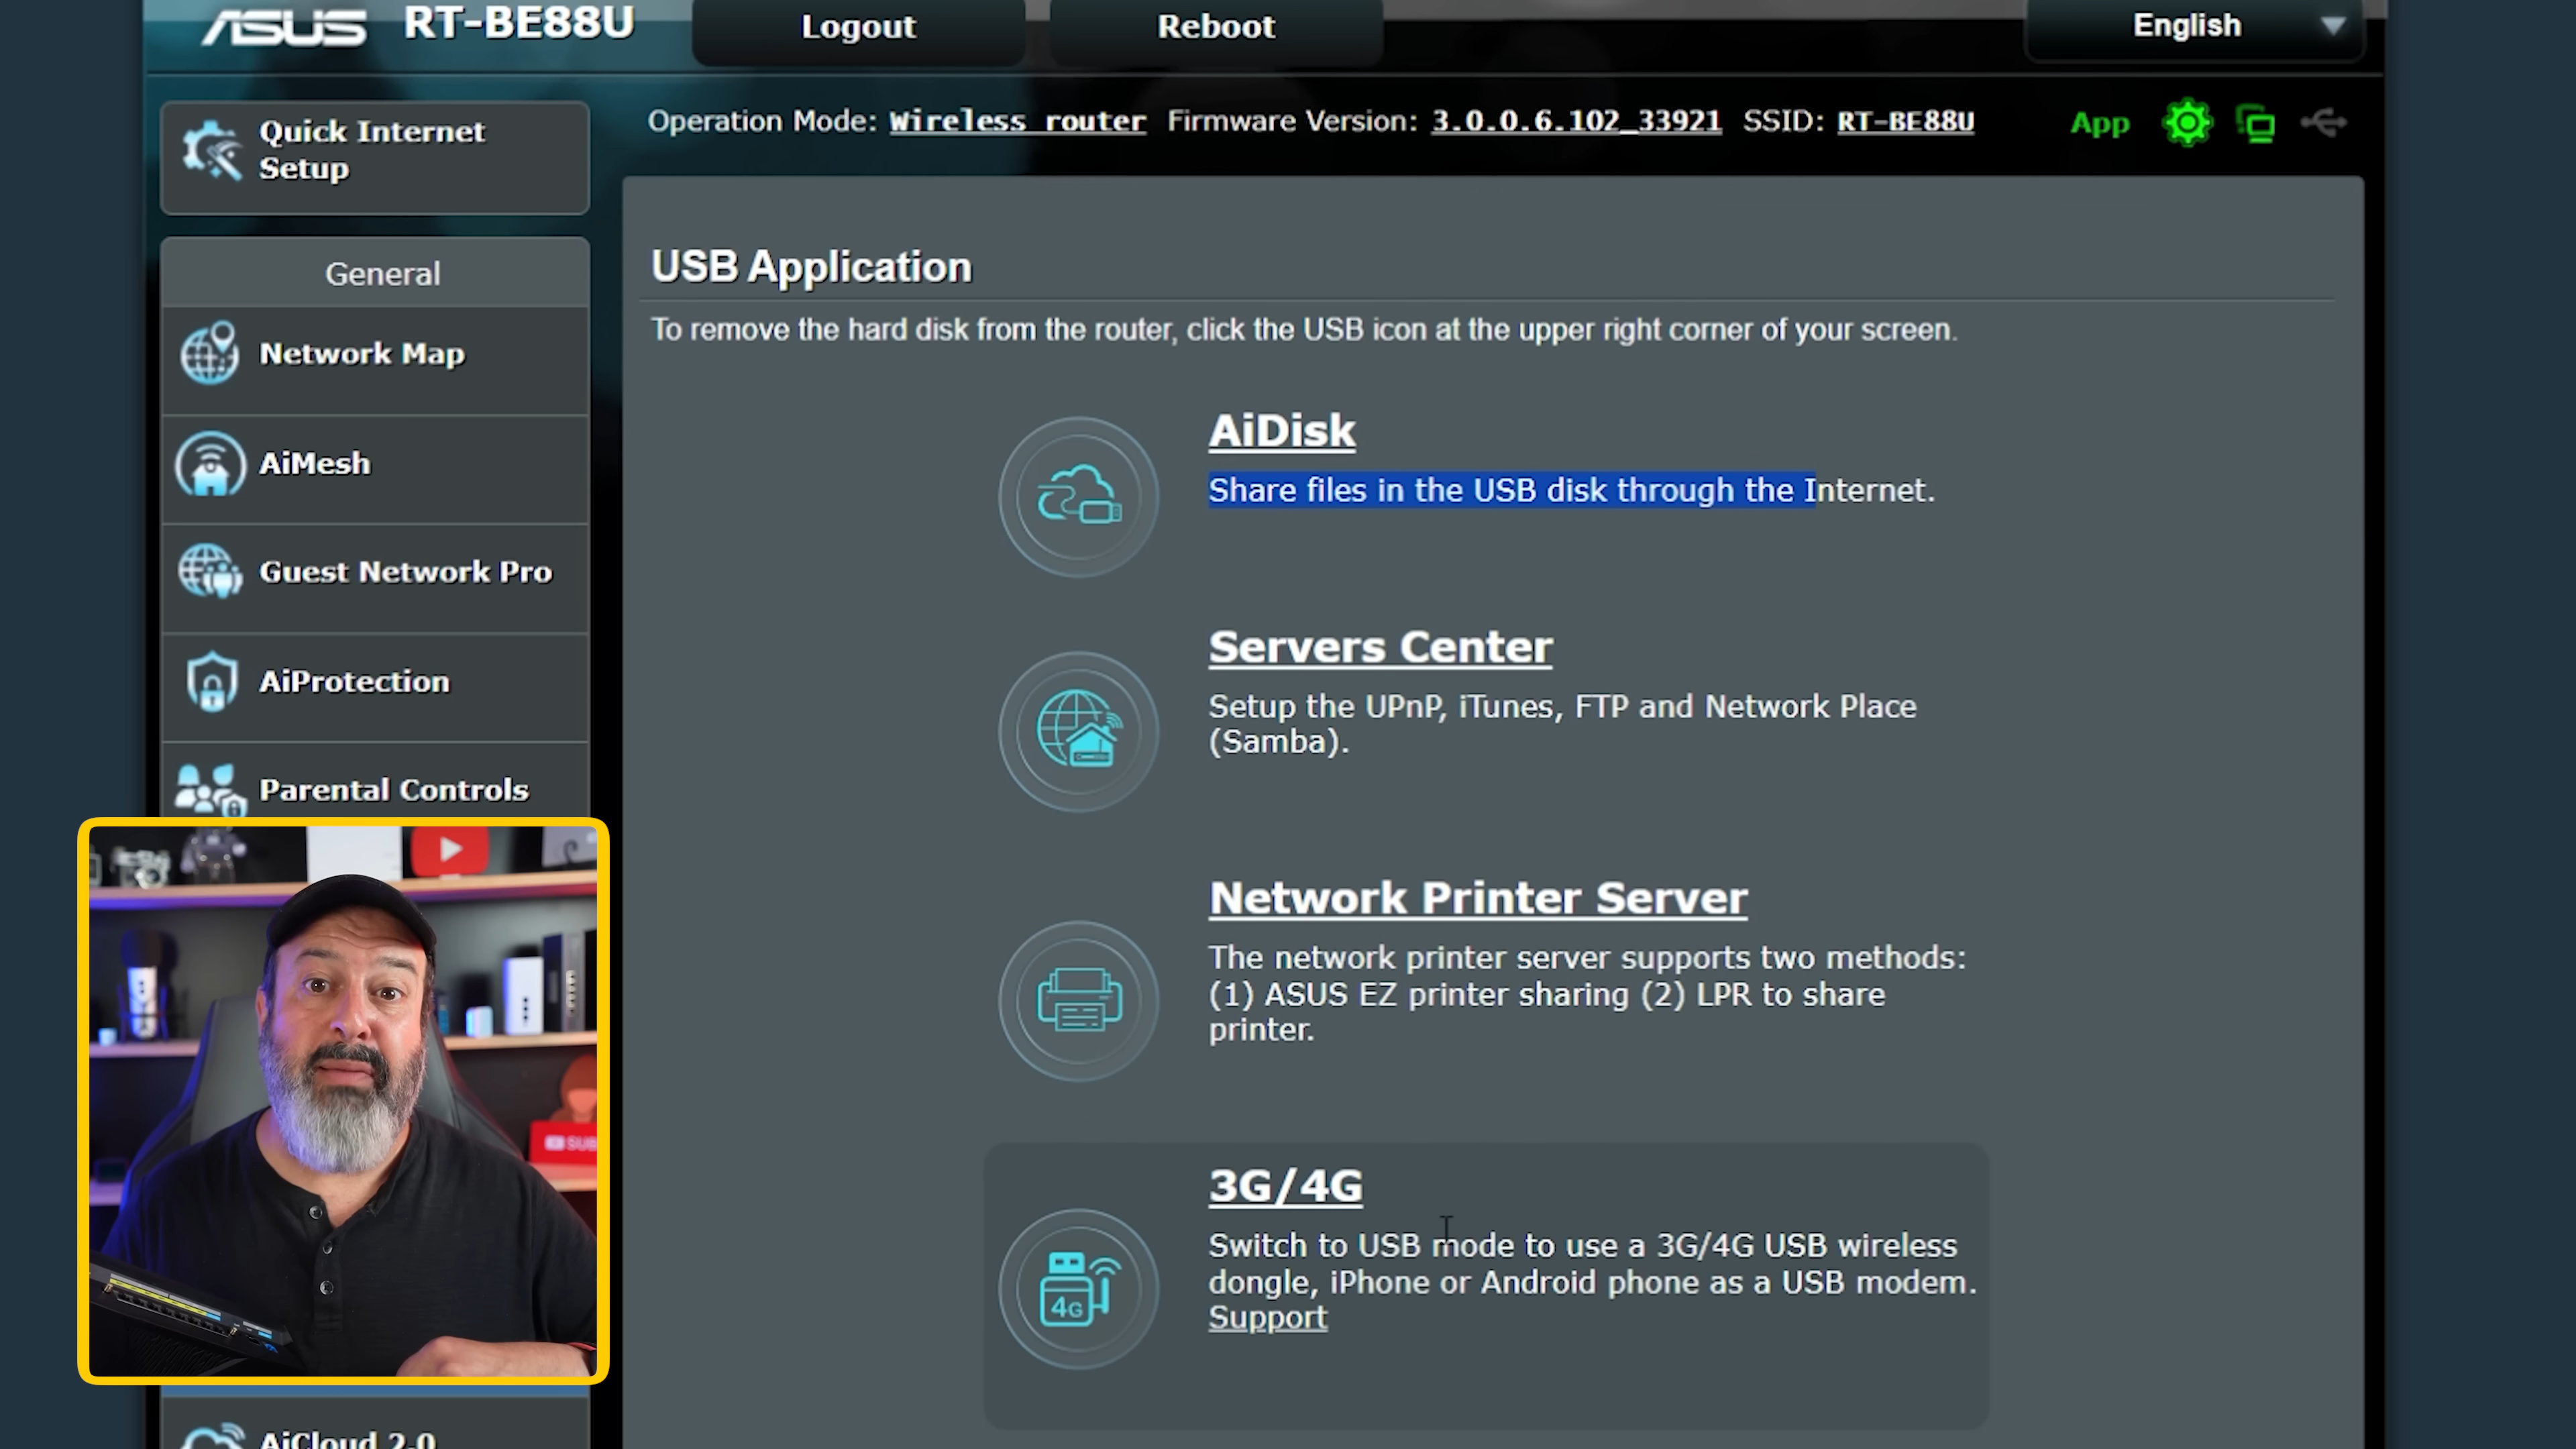 ASUS RT-BE88U Logout Reboot English
Quick Internet
Setup
Operation Mode: Wireless router Firmware Version: 3.0.0.6.102_33921 SSID: RT-BE88U App
General
Network Map
AiMesh
Guest Network Pro
AiProtection
Parental Controls
USB Application
To remove the hard disk from the router, click the USB icon at the upper right corner of your screen.
AiDisk
Share files in the USB disk through the Internet.
Servers Center
Setup the UPnP, iTunes, FTP and Network Place
(Samba).
Network Printer Server
The network printer server supports two methods:
(1) ASUS EZ printer sharing (2) LPR to share
printer.
3G/4G
4G
Switch to USB mode to use a 3G/4G USB wireless
dongle, iPhone or Android phone as a USB modem.
Support
SUB
AiCloud 2.0